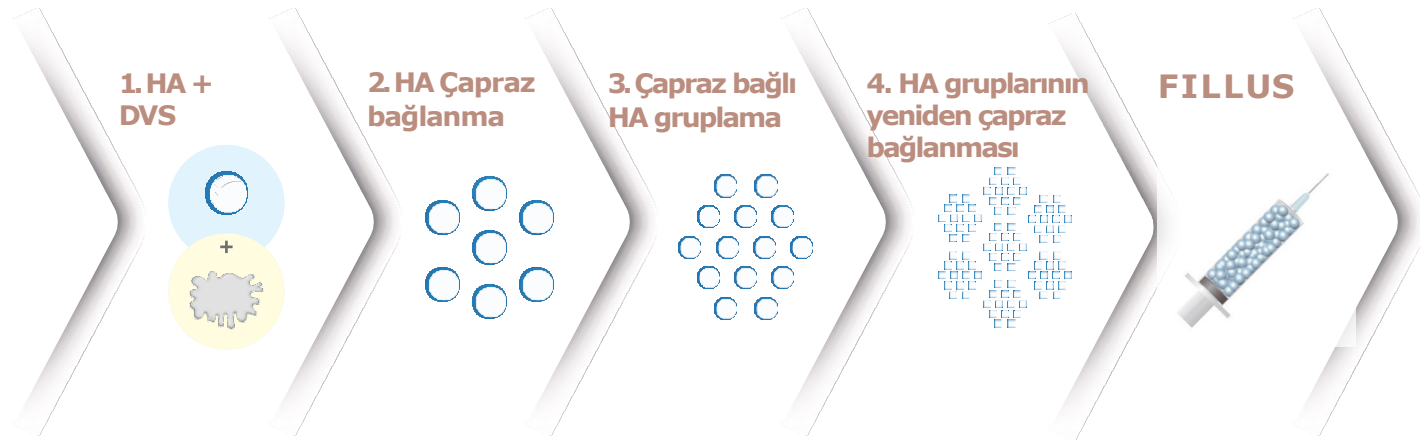 1. HA +
DVS
+
2. HA Çapraz
bağlanma
3. Çapraz bağlı
HA gruplama
4. HA gruplarının
yeniden çapraz
bağlanması
FILLUS